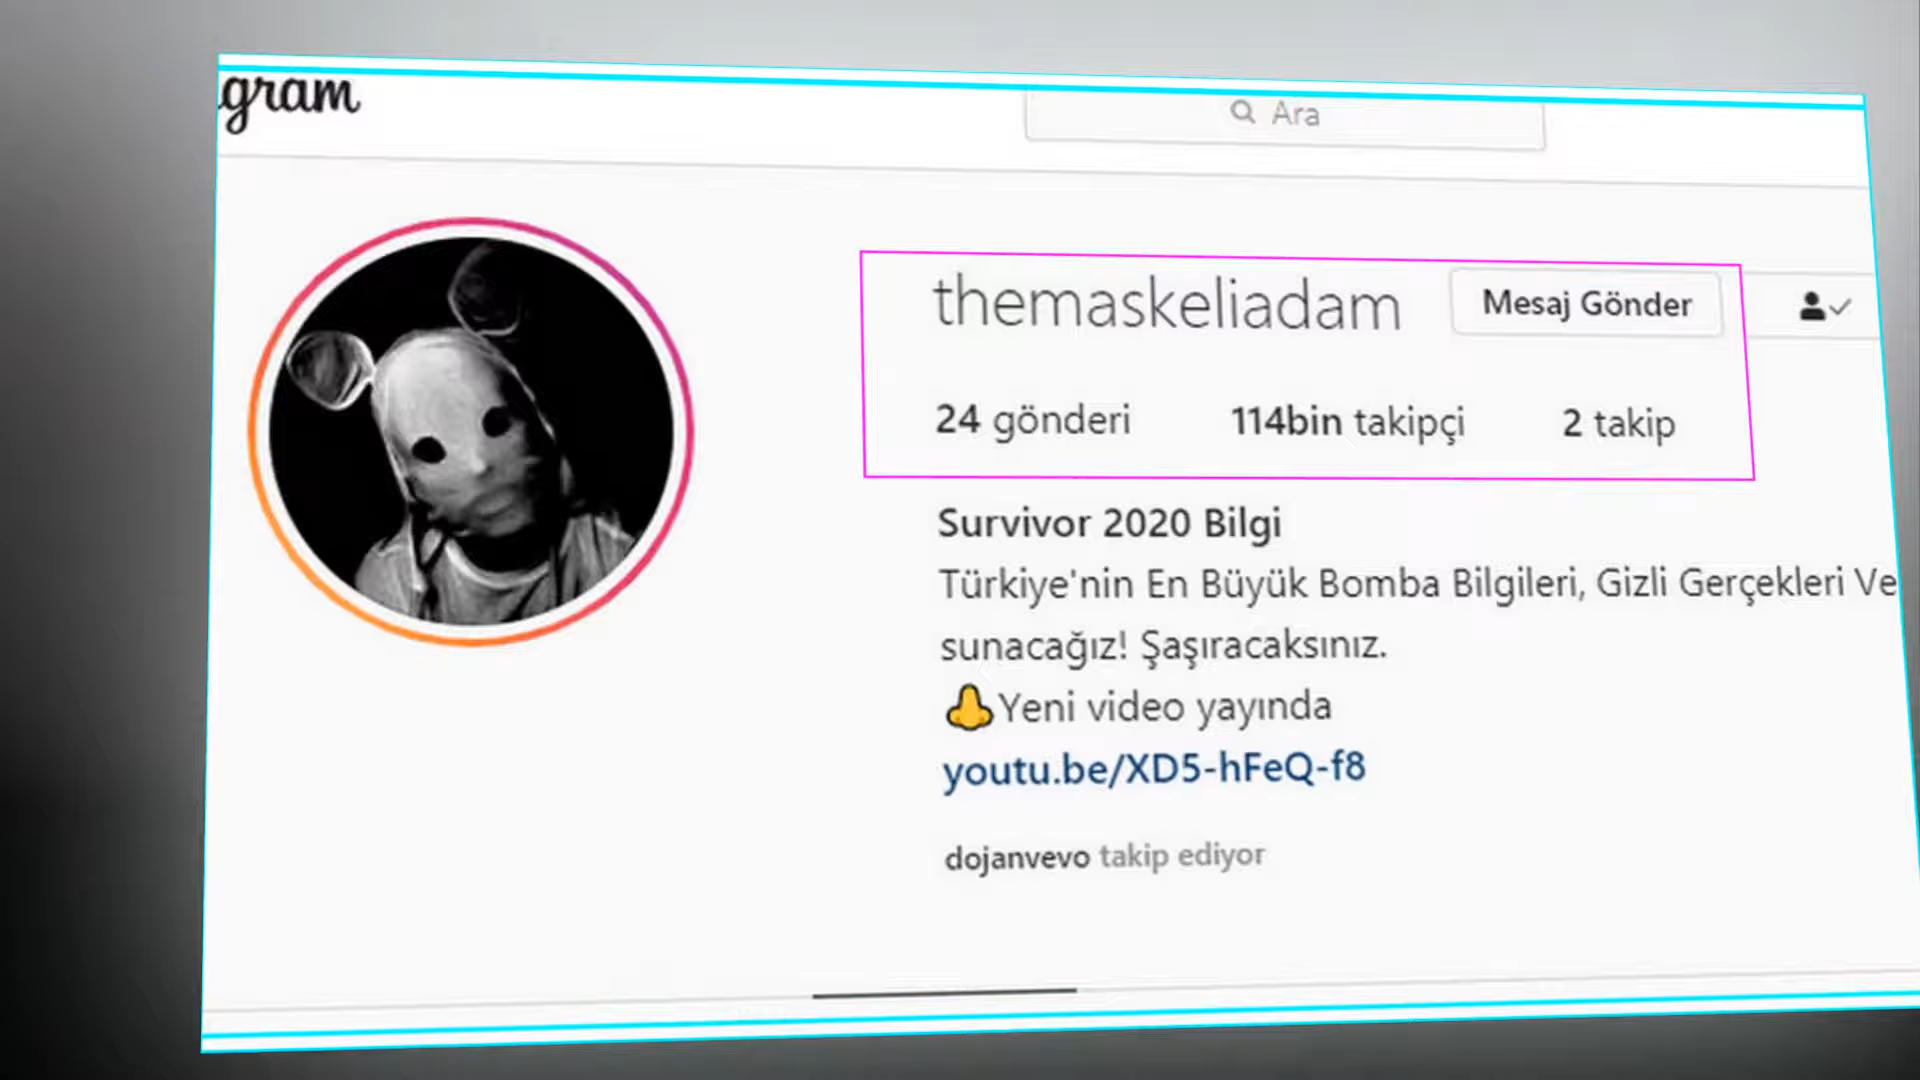 gram
Ara
themaskeliadam
Mesaj Gönder
24 gönderi 114bin takipçi 2 takip
Survivor 2020 Bilgi
Türkiye'nin En Büyük Bomba Bilgileri, Gizli Gerçekleri Ve
sunacağız! Şaşıracaksınız.
👃Yeni video yayında
youtu.be/XD5-hFeQ-f8
dojanvevo takip ediyor